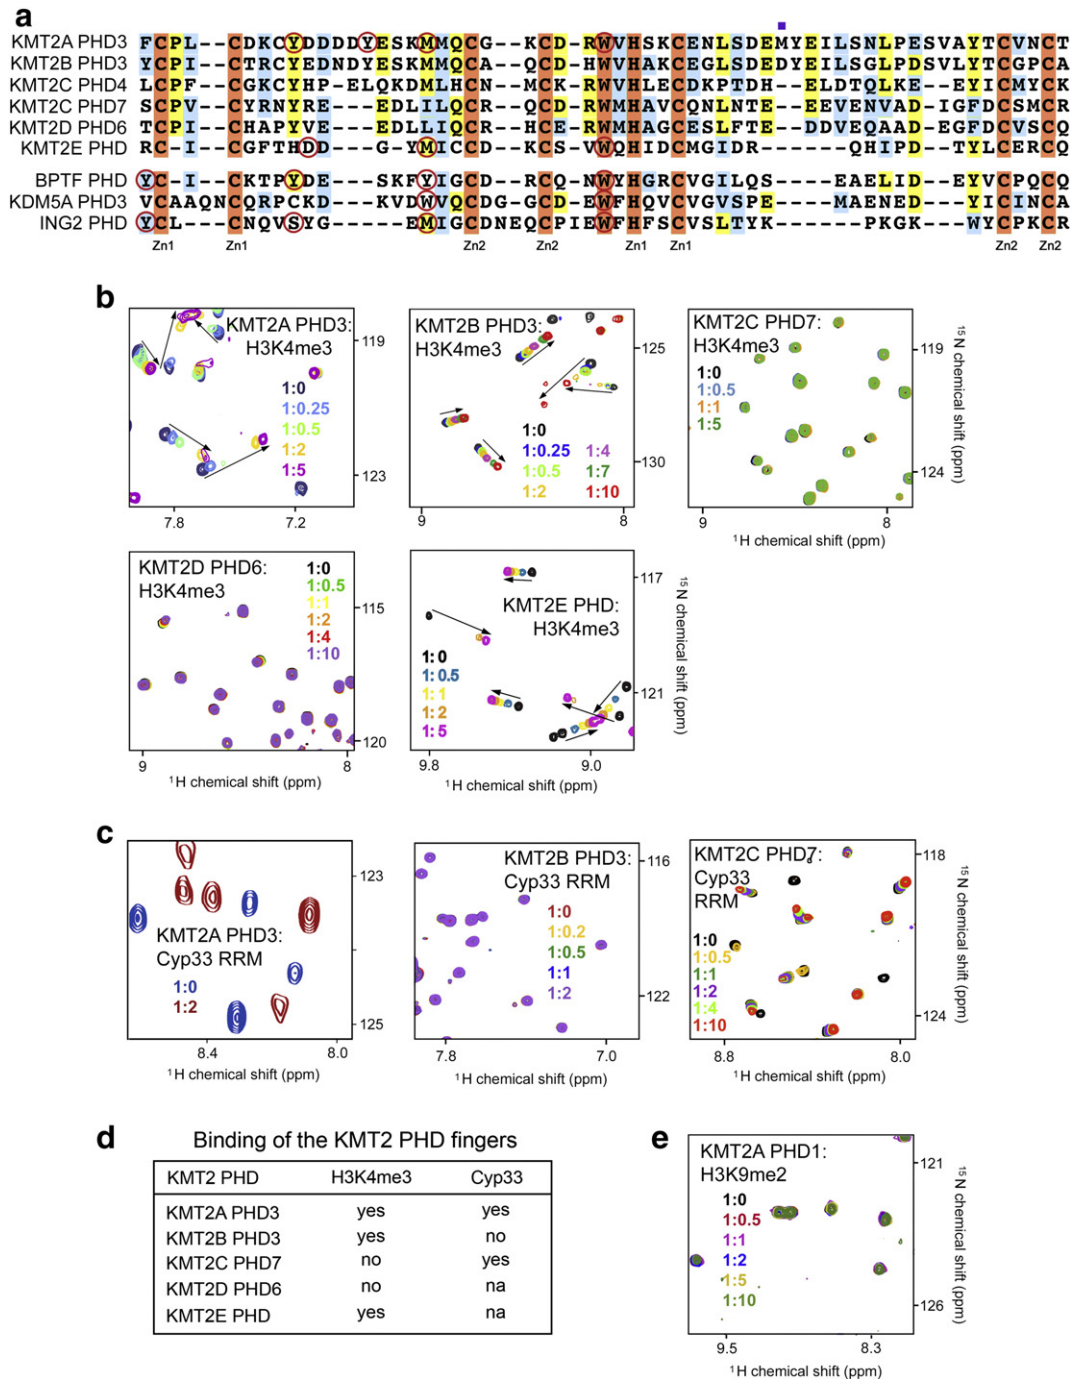 a
KMT2A PHD3 FCPL--CDKCYDDDDYESKMMQCG--KCD-RWVHSKCENLSDEMYEILSNLPESVAYTCVNCT
KMT2B PHD3 YCPI--CTRCYEDNDYESKMMQCA--QCD-HWVHAKCEGLSDEDYEILSGLPDSVLYTCGPCA
KMT2C PHD4 LCPF--CGKCYHP-ELQKDMLHCN--MCK-RWVHLECDKPTDH--ELDTQLKE---EYICMYCK
KMT2C PHD7 SCPV--CYRNYRE---EDLILQCR--QCD-RWMHAVCQNLNTE--EEVENVAD-IGFDCSMCR
KMT2D PHD6 TCPI--CHAPYVE---EDLLIQCR--HCE-RWMHAGCESLFTE--DDVEQAAD-EGFDCVSCQ
KMT2E PHD RC-I--CGFTHDD---G-YMICCD--KCS-VWQHIDCMGIDR--------QHIPD--TYLCERCQ
BPTF PHD YC-I--CKTPYDE---SKFYIGCD--RCQ-NWYHGRCVGILQS----EAELID--EYVCPQCQ
KDM5A PHD3 VCAAQNCQRPCKD---KVDWVQCDG-GCD-EWFHQVCVGVSPE----MAENED--YICINCA
ING2 PHD YCL---CNQVSYG-----EMIGCDNEQCPIEWFHFSCVSLTYK------PKGK---WYCPKCR
Zn1 Zn1 Zn2 Zn2 Zn1 Zn1 Zn2 Zn2
b
KMT2A PHD3:
H3K4me3
1:0
1:0.25
1:0.5
1:2
1:5
119
123
7.8 7.2
KMT2B PHD3:
H3K4me3
1:0
1:0.25 1:4
1:0.5 1:7
1:2 1:10
125
130
9 8
KMT2C PHD7:
H3K4me3
1:0
1:0.5
1:1
1:5
119
124
9 8
15N chemical shift (ppm)
1H chemical shift (ppm)
KMT2D PHD6:
H3K4me3
1:0
1:0.5
1:1
1:2
1:4
1:10
115
120
9 8
1H chemical shift (ppm)
KMT2E PHD:
H3K4me3
1:0
1:0.5
1:1
1:2
1:5
117
121
9.8 9.0
15N chemical shift (ppm)
1H chemical shift (ppm)
c
KMT2A PHD3:
Cyp33 RRM
1:0
1:2
123
125
8.4 8.0
1H chemical shift (ppm)
KMT2B PHD3:
Cyp33 RRM
1:0
1:0.2
1:0.5
1:1
1:2
116
122
7.8 7.0
1H chemical shift (ppm)
KMT2C PHD7:
Cyp33
RRM
1:0
1:0.5
1:1
1:2
1:4
1:10
118
124
8.8 8.0
15N chemical shift (ppm)
1H chemical shift (ppm)
d
Binding of the KMT2 PHD fingers
KMT2 PHD H3K4me3 Cyp33
KMT2A PHD3 yes yes
KMT2B PHD3 yes no
KMT2C PHD7 no yes
KMT2D PHD6 no na
KMT2E PHD yes na
e
KMT2A PHD1:
H3K9me2
1:0
1:0.5
1:1
1:2
1:5
1:10
121
126
9.5 8.3
15N chemical shift (ppm)
1H chemical shift (ppm)